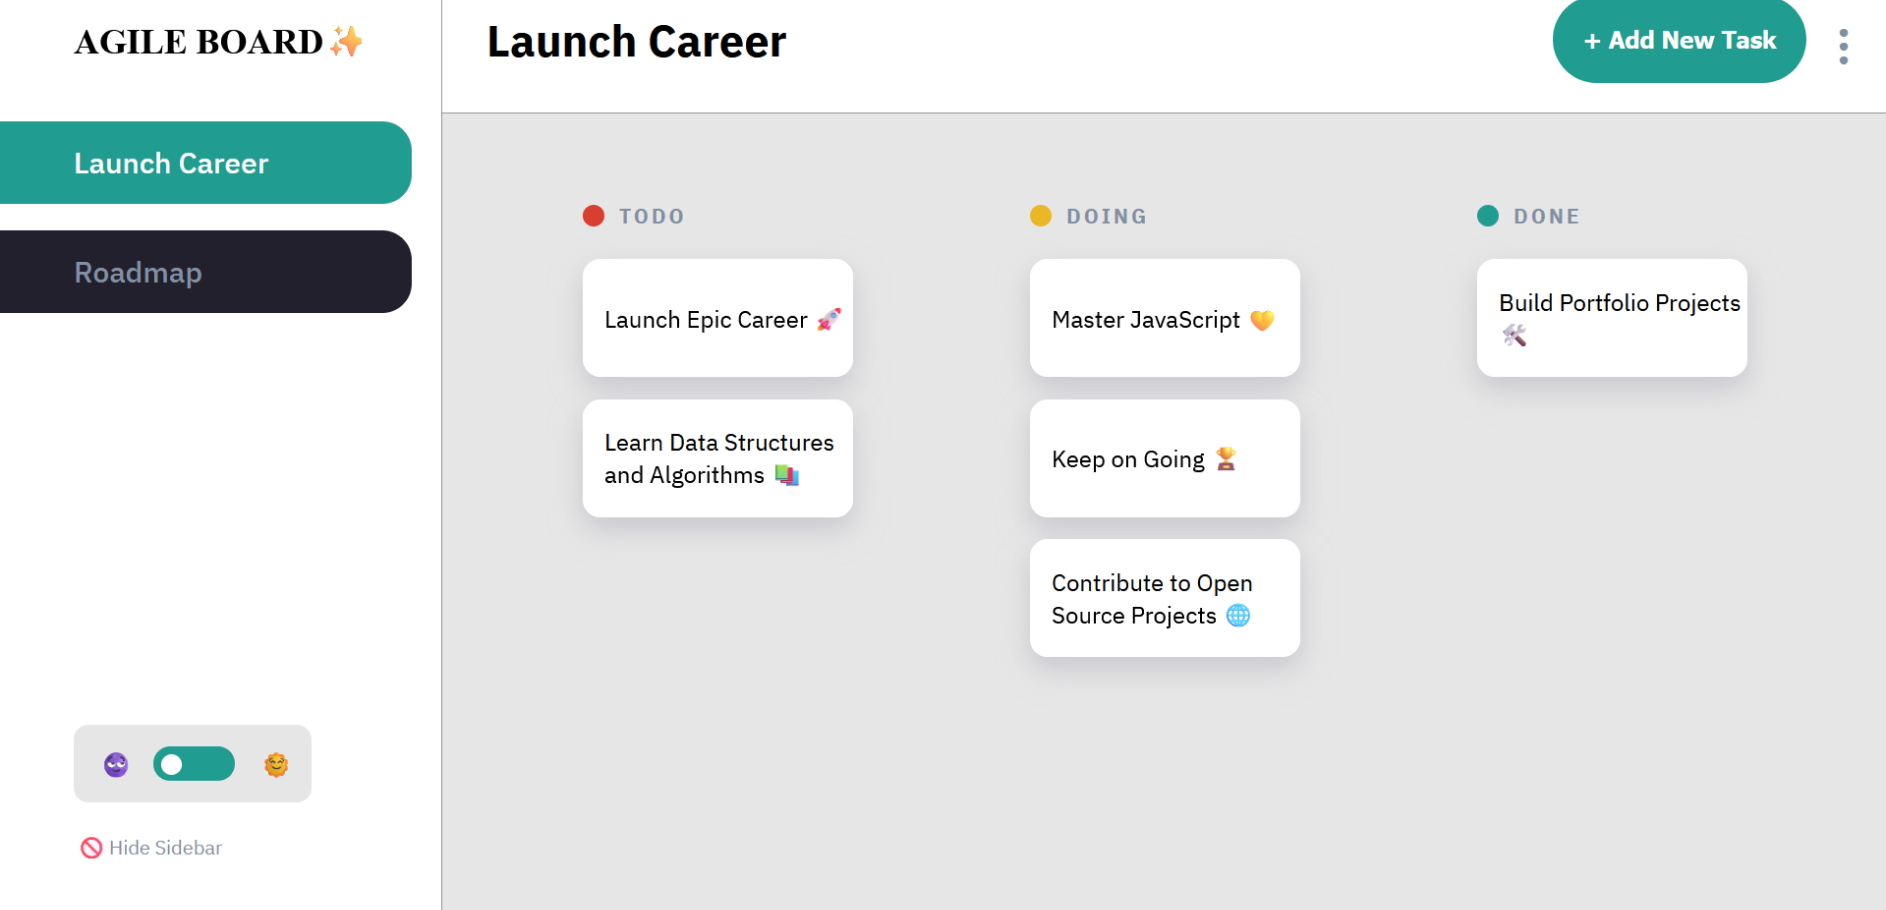 AGILE BOARD✨
Launch Career
+ Add New Task
Launch Career
Roadmap
TODO
Launch Epic Career 🚀
Learn Data Structures
and Algorithms 📚
DOING
Master JavaScript 💛
Keep on Going 🏆
Contribute to Open
Source Projects 🌐
DONE
Build Portfolio Projects
🛠
🚫 Hide Sidebar